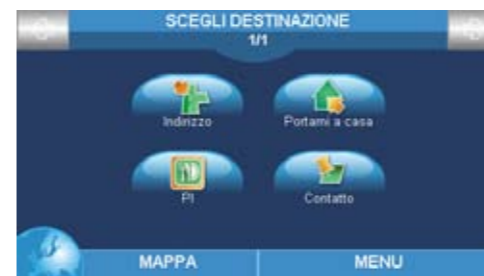 SCEGLI DESTINAZIONE
1/1
Indirizzo
Portami a casa
PI
Contatto
MAPPA
MENU